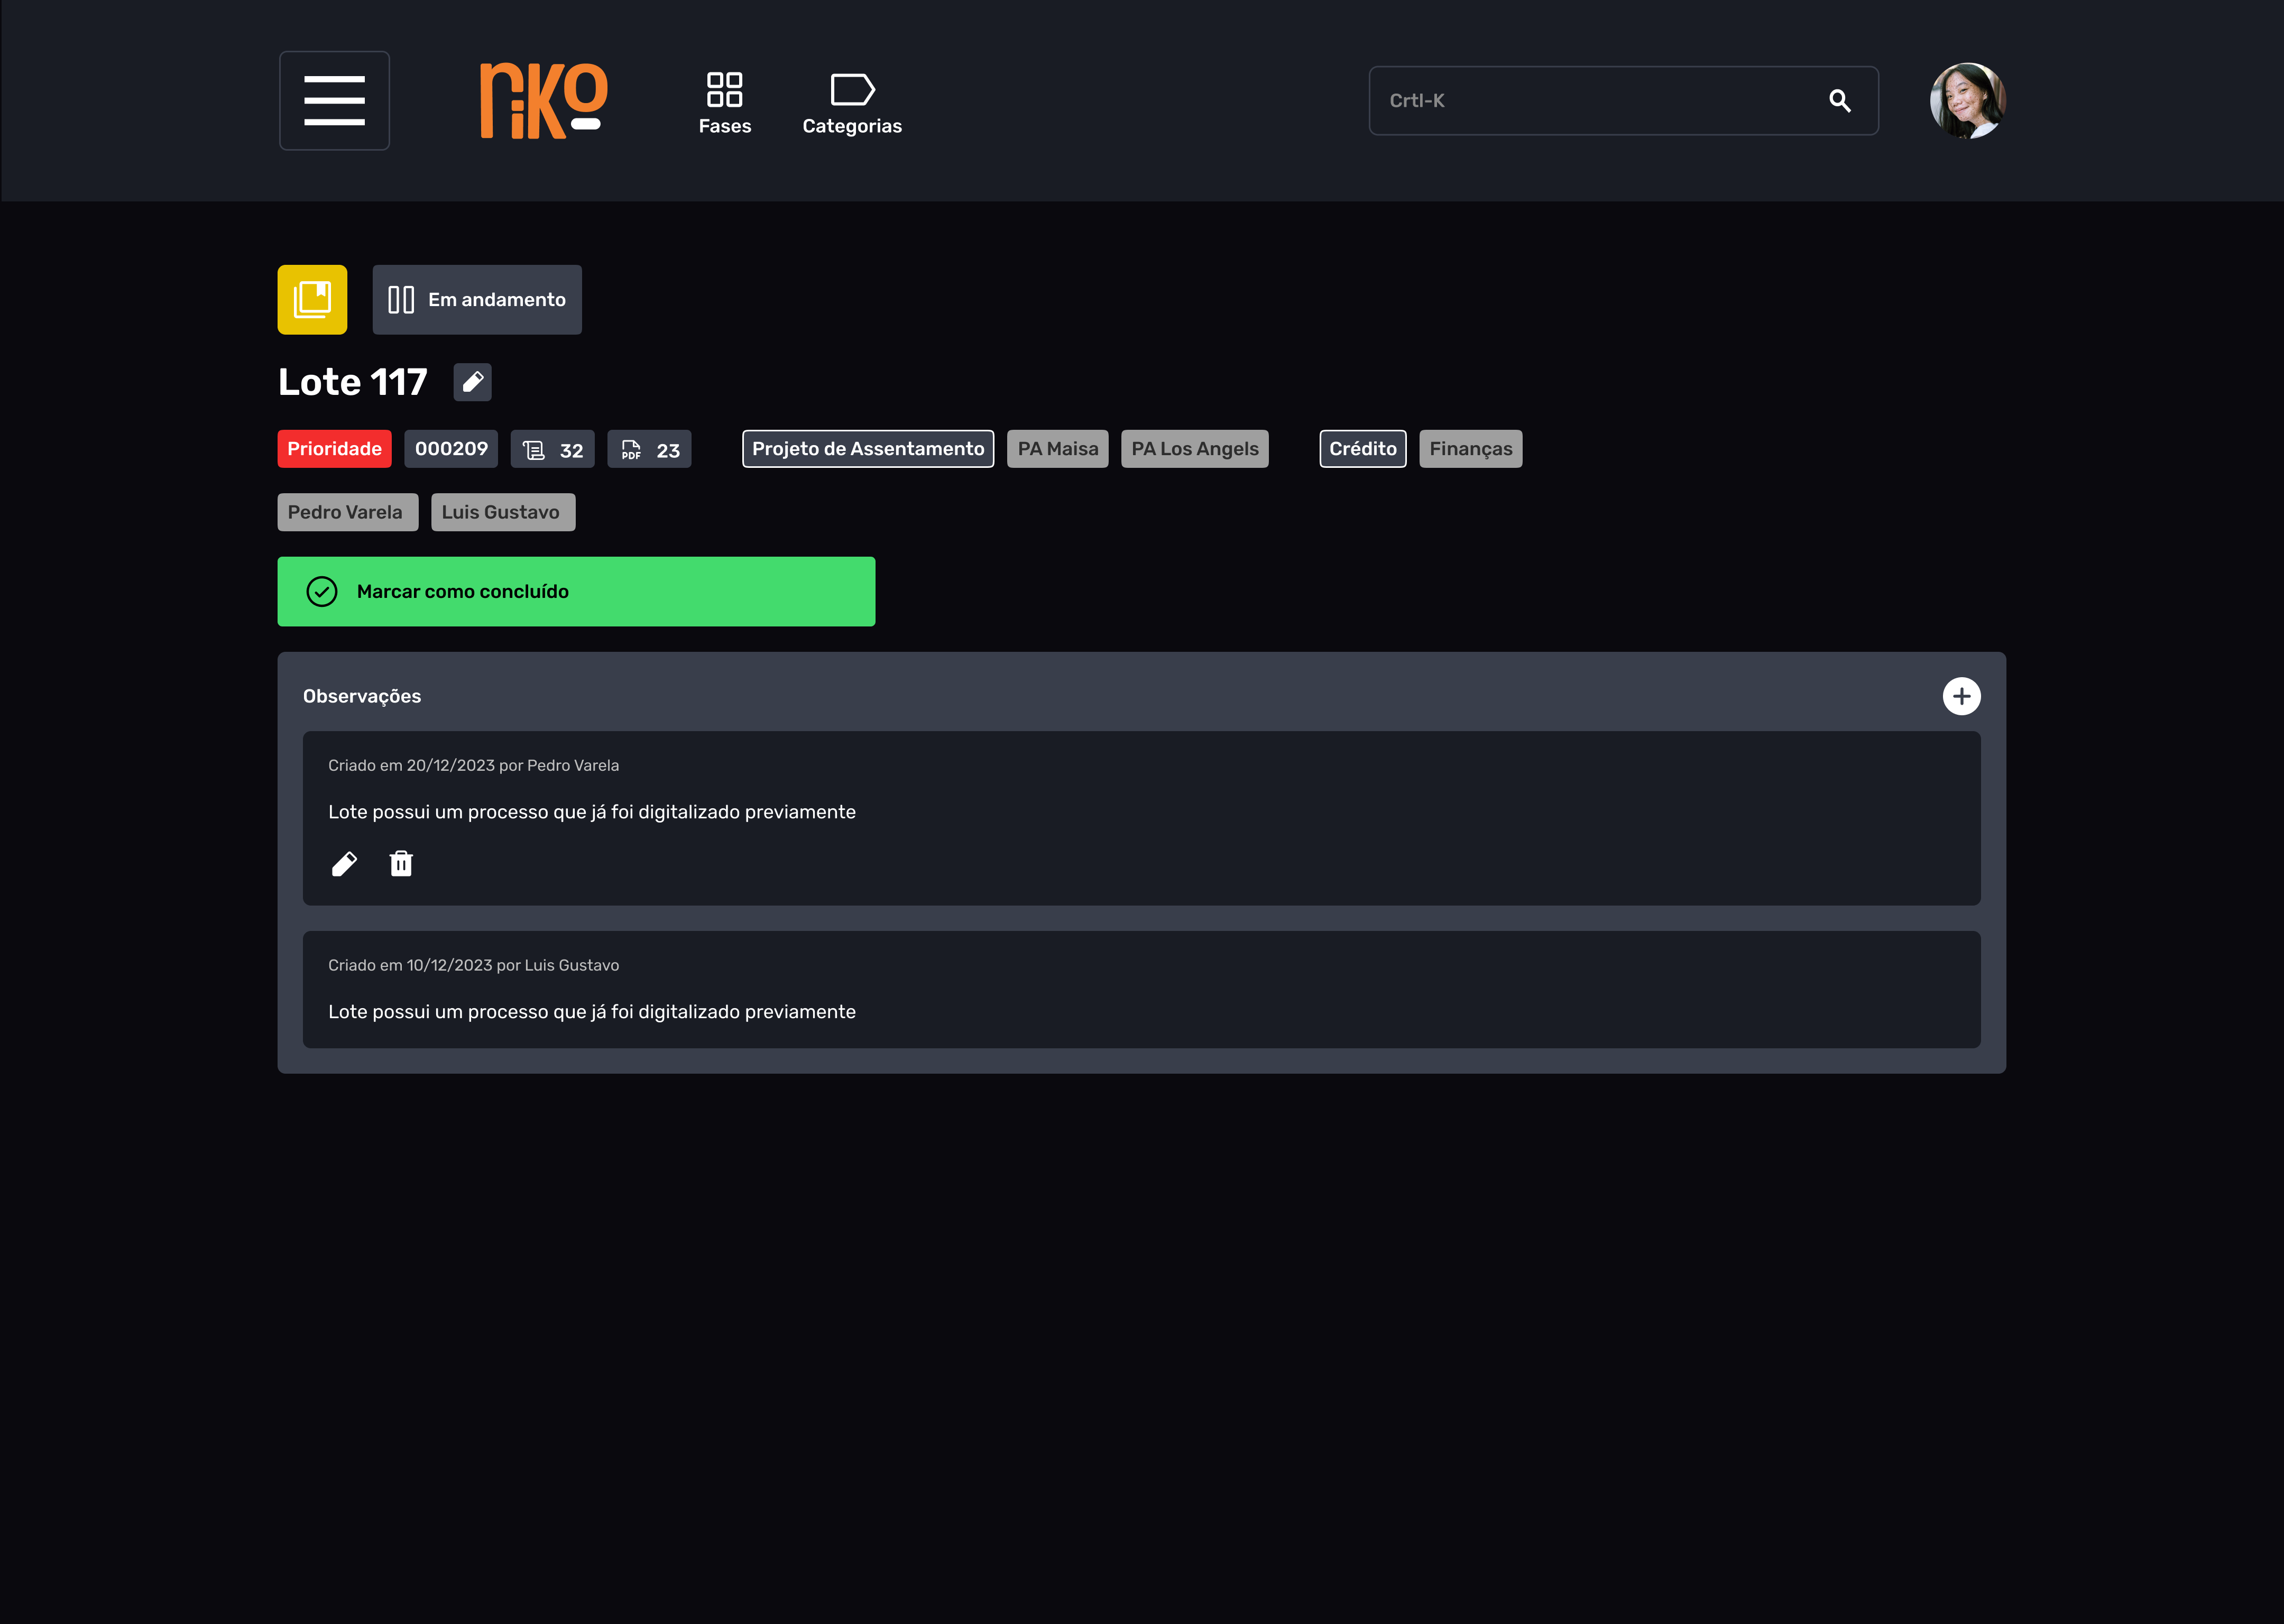 riko
Fases
Categorias
Crtl-K
Em andamento
Lote 117
Prioridade 000209 32 PDF 23 Projeto de Assentamento PA Maisa PA Los Angels Crédito Finanças
Pedro Varela Luis Gustavo
Marcar como concluído
Observações
Criado em 20/12/2023 por Pedro Varela
Lote possui um processo que já foi digitalizado previamente
Criado em 10/12/2023 por Luis Gustavo
Lote possui um processo que já foi digitalizado previamente